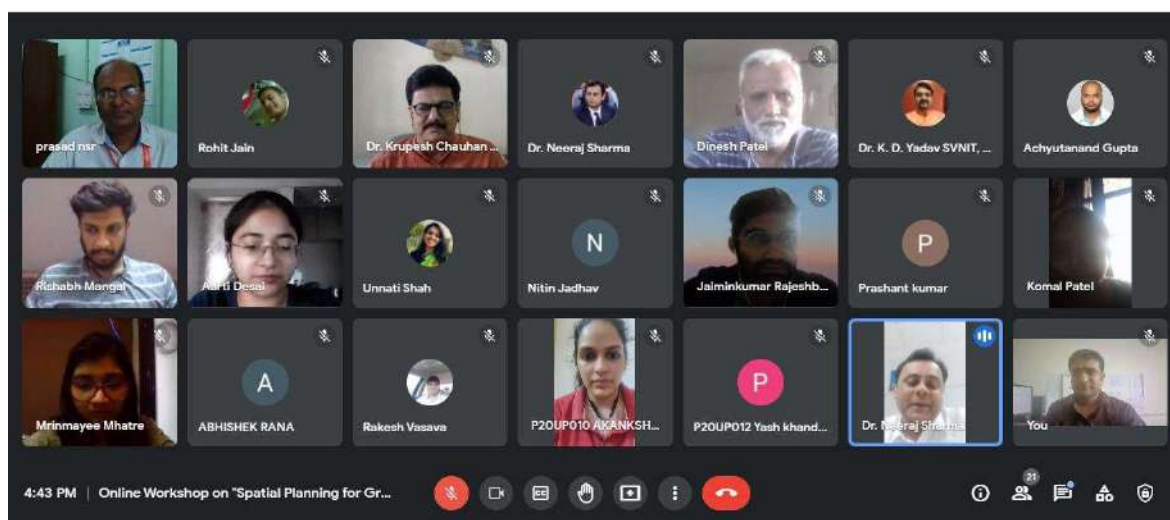 prasad nsr
Rohit Jain
Dr. Krupesh Chauhan ...
Dr. Neeraj Sharma
Dinesh Patel
Dr. K. D. Yadav SVNIT, ...
Achyutanand Gupta
Rishabh Mangal
Aarti Desai
Unnati Shah
N
Nitin Jadhav
Jaiminkumar Rajeshb...
P
Prashant kumar
Komal Patel
Mrinmayee Mhatre
A
ABHISHEK RANA
Rakesh Vasava
P20UP010 AKANKSH...
P
P20UP012 Yash khand...
Dr. Neeraj Sharma
You
4:43 PM | Online Workshop on "Spatial Planning for Gr...
CC
21